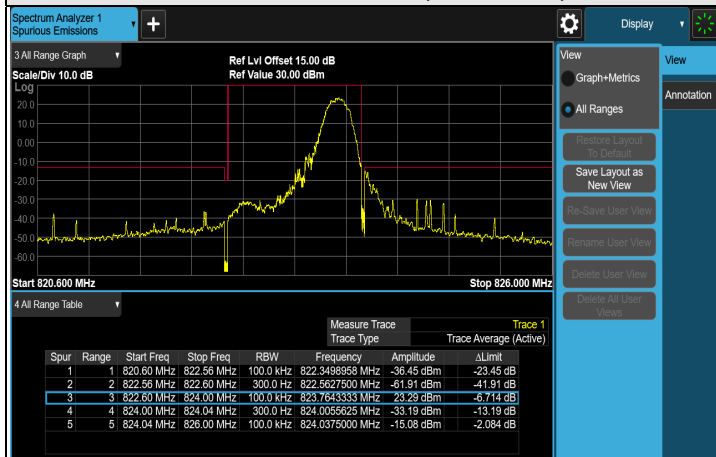 Spectrum Analyzer 1
Spurious Emissions
+
Display
3 All Range Graph
Ref Lvl Offset 15.00 dB
Scale/Div 10.0 dB
Ref Value 30.00 dBm
Log
20.0
10.0
0.00
-10.0
-20.0
-30.0
-40.0
-50.0
-60.0
Start 820.600 MHz
Stop 826.000 MHz
View
Graph+Metrics
All Ranges
Restore Layout
To Default
Save Layout as
New View
Re-Save User View
Rename User View
Delete User View
Delete All User
Views
View
Annotation
4 All Range Table
Measure Trace Trace 1
Trace Type Trace Average (Active)
Spur Range Start Freq Stop Freq RBW Frequency Amplitude ΔLimit
1 1 820.60 MHz 822.56 MHz 100.0 kHz 822.3498958 MHz -36.45 dBm -23.45 dB
2 2 822.56 MHz 822.60 MHz 300.0 Hz 822.5627500 MHz -61.91 dBm -41.91 dB
3 3 822.60 MHz 824.00 MHz 100.0 kHz 823.7643333 MHz 23.29 dBm -6.714 dB
4 4 824.00 MHz 824.04 MHz 300.0 Hz 824.0055625 MHz -33.19 dBm -13.19 dB
5 5 824.04 MHz 826.00 MHz 100.0 kHz 824.0375000 MHz -15.08 dBm -2.084 dB